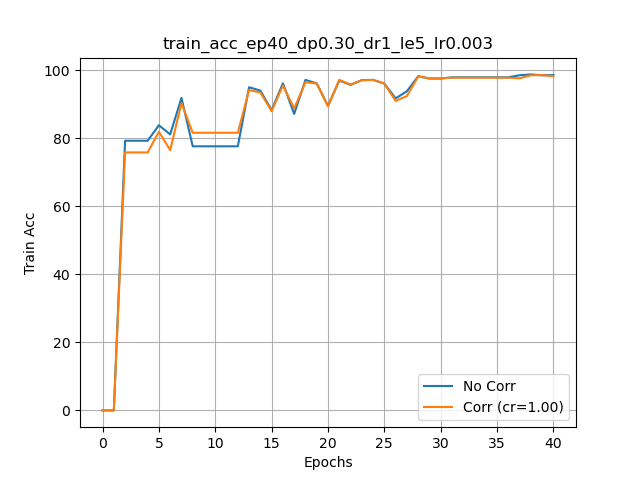 train_acc_ep40_dp0.30_dr1_le5_lr0.003
100
80
60
40
20
0
Train Acc
0 5 10 15 20 25 30 35 40
Epochs
No Corr
Corr (cr=1.00)